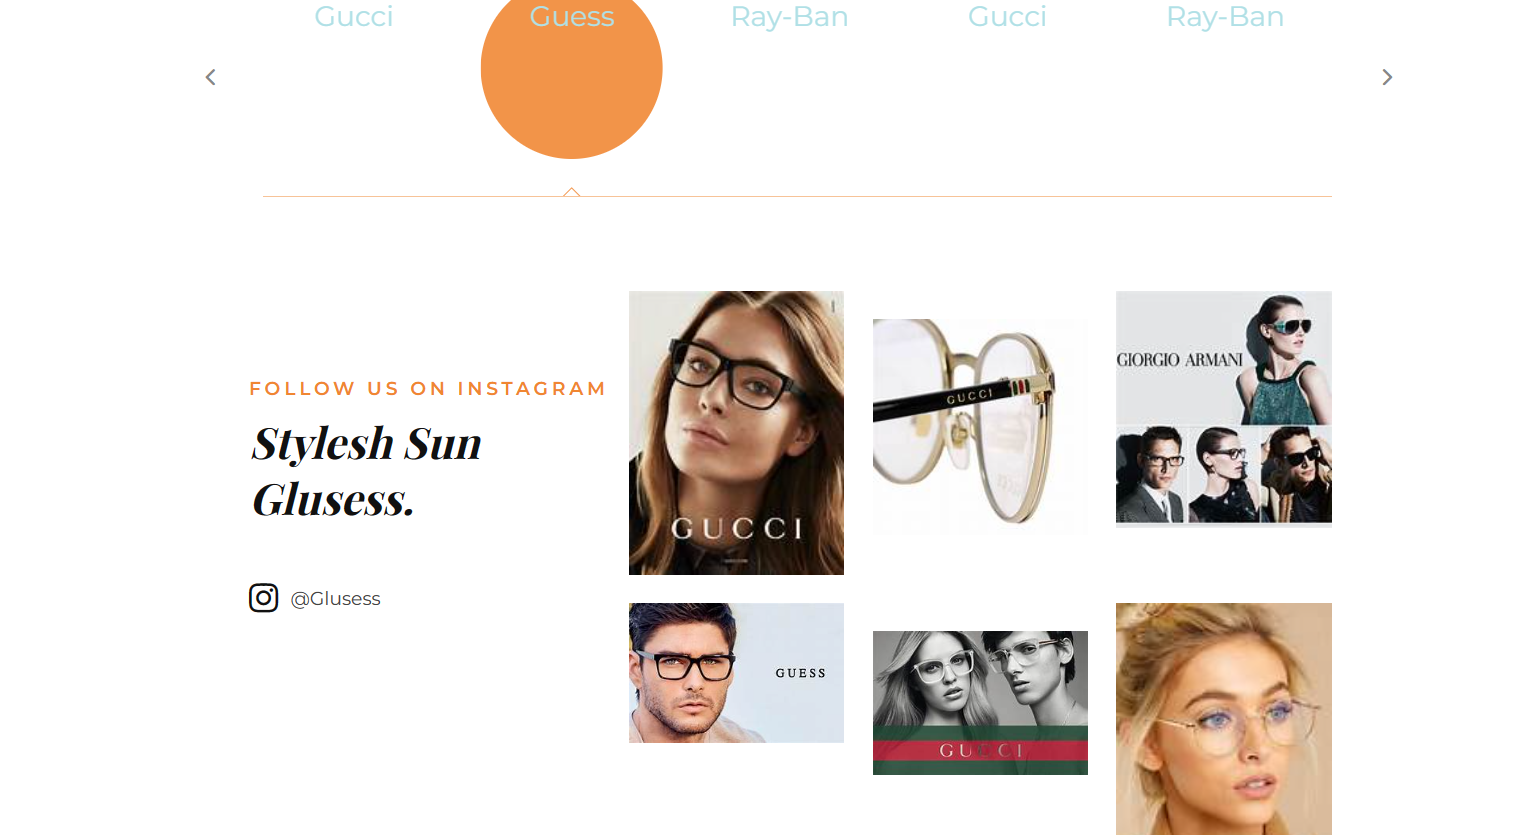 Gucci Guess Ray-Ban Gucci Ray-Ban
FOLLOW US ON INSTAGRAM
Stylesh Sun
Glusess.
@Glusess
GUCCI
GUCCI
GIORGIO ARMANI
GUESS
GUCCI